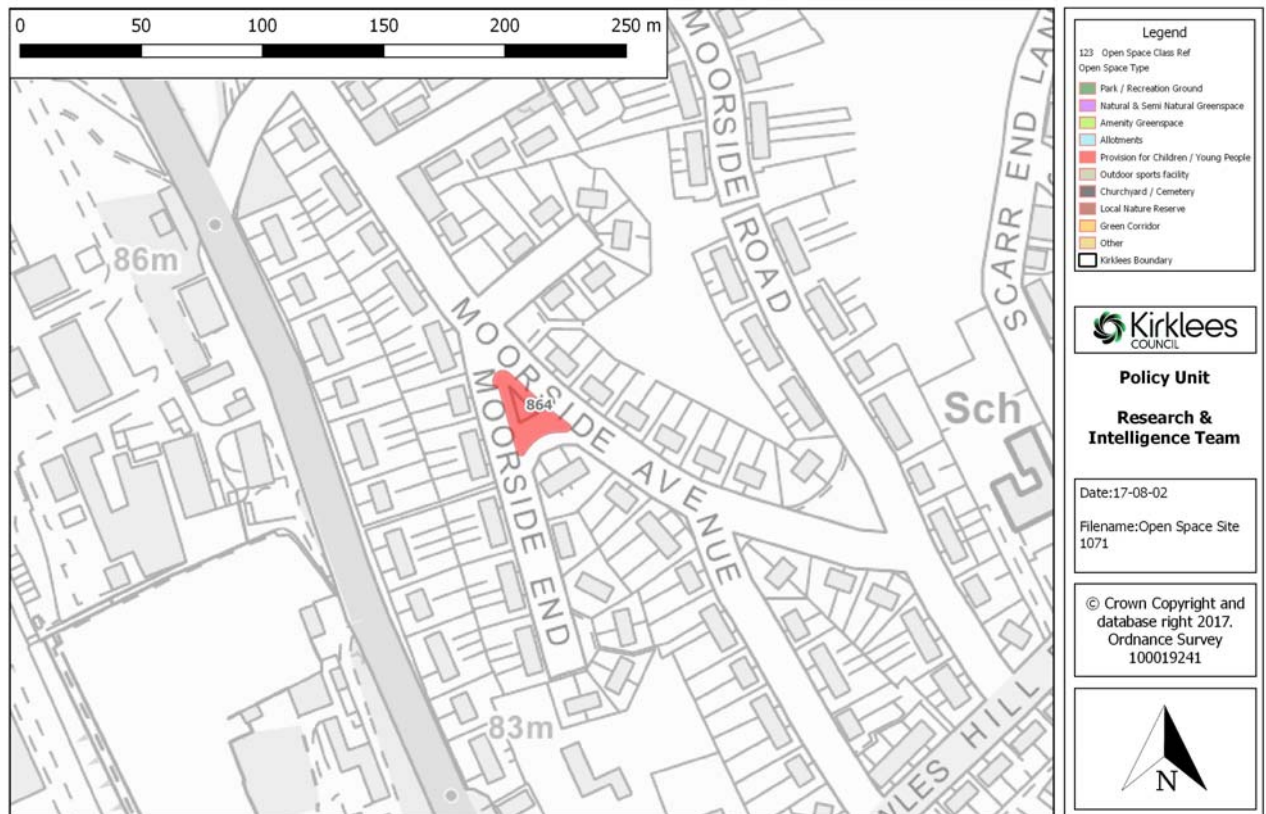 0 50 100 150 200 250 m
MOORSIDE ROAD
SCARR END LAN
86m
MOORSIDE AVENUE
864
MOORSIDE END
Sch
83m
WLES HILL
Legend
123 Open Space Class Ref
Open Space Type
Park / Recreation Ground
Natural & Semi Natural Greenspace
Amenity Greenspace
Allotments
Provision for Children / Young People
Outdoor sports facility
Churchyard / Cemetery
Local Nature Reserve
Green Corridor
Other
Kirklees Boundary
Kirklees
COUNCIL
Policy Unit
Research &
Intelligence Team
Date:17-08-02
Filename:Open Space Site
1071
© Crown Copyright and
database right 2017.
Ordnance Survey
100019241
N